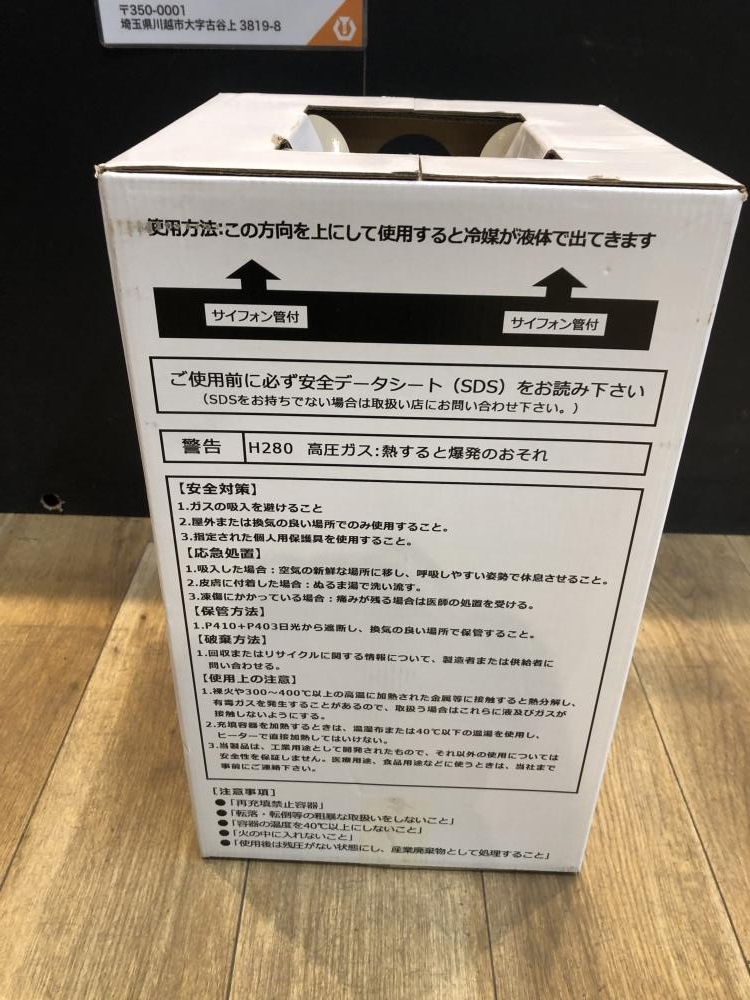 〒350-0001
埼玉県川越市大字古谷上 3819-8
使用方法:この方向を上にして使用すると冷媒が液体で出てきます
サイフォン管付 サイフォン管付
ご使用前に必ず安全データシート（SDS）をお読み下さい
（SDSをお持ちでない場合は取扱い店にお問い合わせ下さい。）
警告 H280 高圧ガス:熱すると爆発のおそれ
【安全対策】
1.ガスの吸入を避けること
2.屋外または換気の良い場所でのみ使用すること。
3.指定された個人用保護具を使用すること。
【応急処置】
1.吸入した場合：空気の新鮮な場所に移し、呼吸しやすい姿勢で休息させること。
2.皮膚に付着した場合：ぬるま湯で洗い流す。
3.凍傷にかかっている場合：痛みが残る場合は医師の処置を受ける。
【保管方法】
1.P410+P403日光から遮断し、換気の良い場所で保管すること。
【破棄方法】
1.回収またはリサイクルに関する情報について、製造者または供給者に
問い合わせる。
【使用上の注意】
1.裸火や300～400℃以上の高温に加熱された金属等に接触すると熱分解し、
有毒ガスを発生することがあるので、取扱う場合はこれらに液及びガスが
接触しないようにする。
2.充填容器を加熱するときは、温湿布または40℃以下の温湯を使用し、
ヒーターで直接加熱してはいけない。
3.当製品は、工業用途として開発されたもので、それ以外の使用については
安全性を保証しません。医療用途、食品用途などに使うときは、当社まで
事前にご連絡下さい。
［注意事項］
●「再充填禁止容器」
●「転落・転倒等の粗暴な取扱いをしないこと」
●「容器の温度を40℃以上にしないこと」
●「火の中に入れないこと」
●「使用後は残圧がない状態にし、産業廃棄物として処理すること」